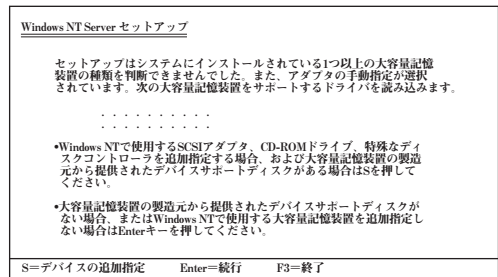 Windows NT Server セットアップ
セットアップはシステムにインストールされている1つ以上の大容量記憶
装置の種類を判断できませんでした。また、アダプタの手動指定が選択
されています。次の大容量記憶装置をサポートするドライバを読み込みます。
. . . . . . . . . .
. . . . . . . . . .
•Windows NTで使用するSCSIアダプタ、CD-ROMドライブ、特殊なディ
スクコントローラを追加指定する場合、および大容量記憶装置の製造
元から提供されたデバイスサポートディスクがある場合はSを押して
ください。
•大容量記憶装置の製造元から提供されたデバイスサポートディスクが
ない場合、またはWindows NTで使用する大容量記憶装置を追加指定し
ない場合はEnterキーを押してください。
S=デバイスの追加指定 Enter=続行 F3=終了